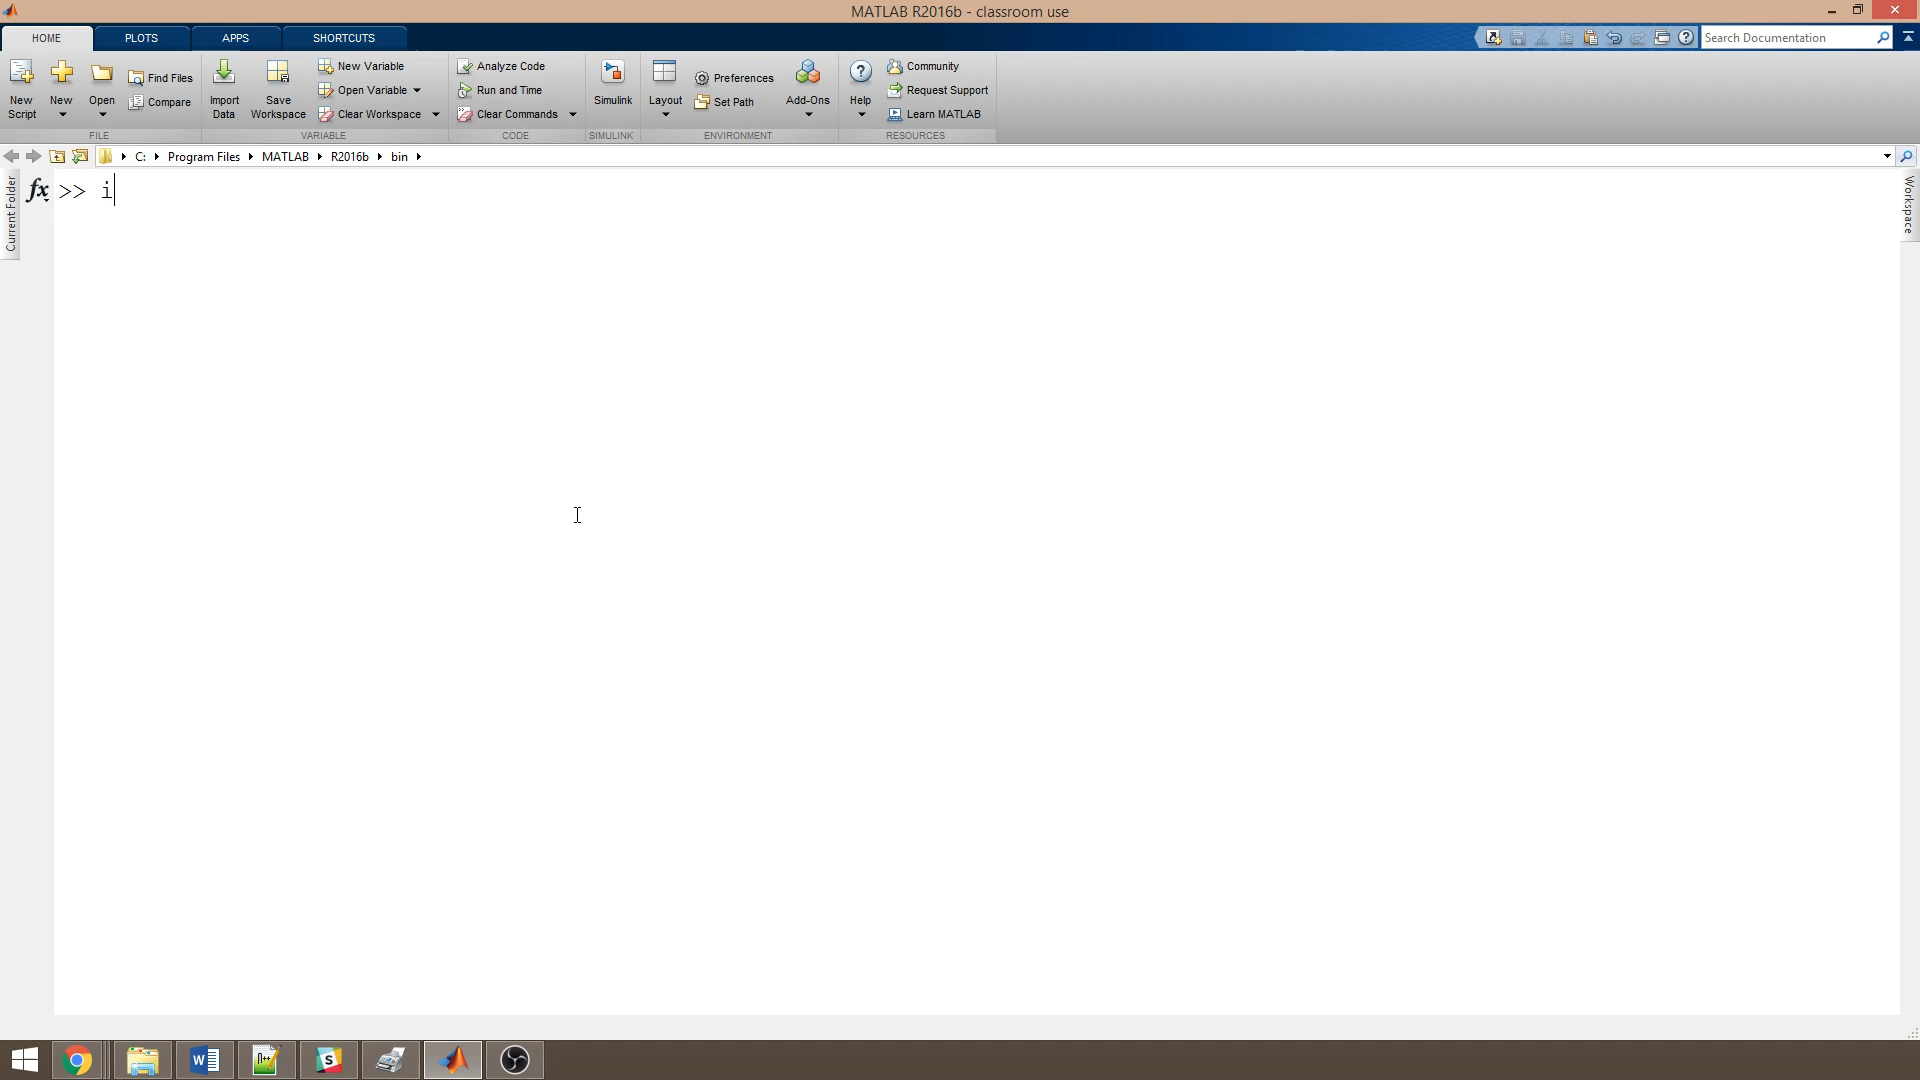 MATLAB R2016b - classroom use
HOME PLOTS APPS SHORTCUTS
Search Documentation
New Script
New
Open
Find Files
Compare
FILE
Import Data
Save Workspace
New Variable
Open Variable
Clear Workspace
VARIABLE
Analyze Code
Run and Time
Clear Commands
CODE
Simulink
SIMULINK
Layout
Preferences
Set Path
Add-Ons
ENVIRONMENT
Help
Community
Request Support
Learn MATLAB
RESOURCES
C: Program Files MATLAB R2016b bin
Current Folder
fx >> i
Workspace